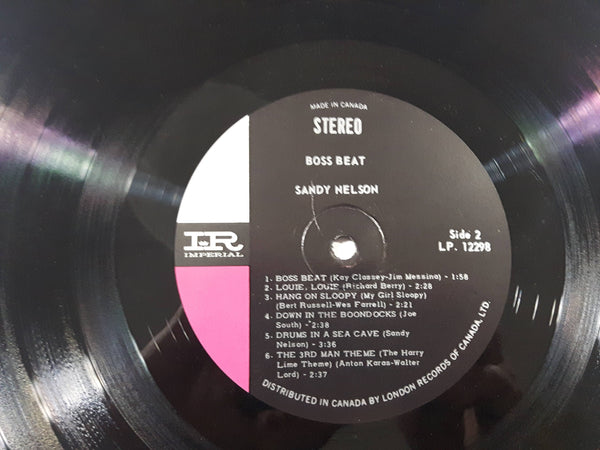 MADE IN CANADA
STEREO
BOSS BEAT
SANDY NELSON
Side 2
LP. 12298
IR
IMPERIAL
1. BOSS BEAT (Kay Classey-Jim Messina) - 1:58
2. LOUIE, LOUIE (Richard Berry) - 2:28
3. HANG ON SLOOPY (My Girl Sloopy)
(Bert Russell-Wes Farrell) - 2:21
4. DOWN IN THE BOONDOCKS (Joe
South) - 2:38
5. DRUMS IN A SEA CAVE (Sandy
Nelson) - 3:36
6. THE 3RD MAN THEME (The Harry
Lime Theme) (Anton Karas-Walter
Lord) - 2:37
DISTRIBUTED IN CANADA BY LONDON RECORDS OF CANADA, LTD.